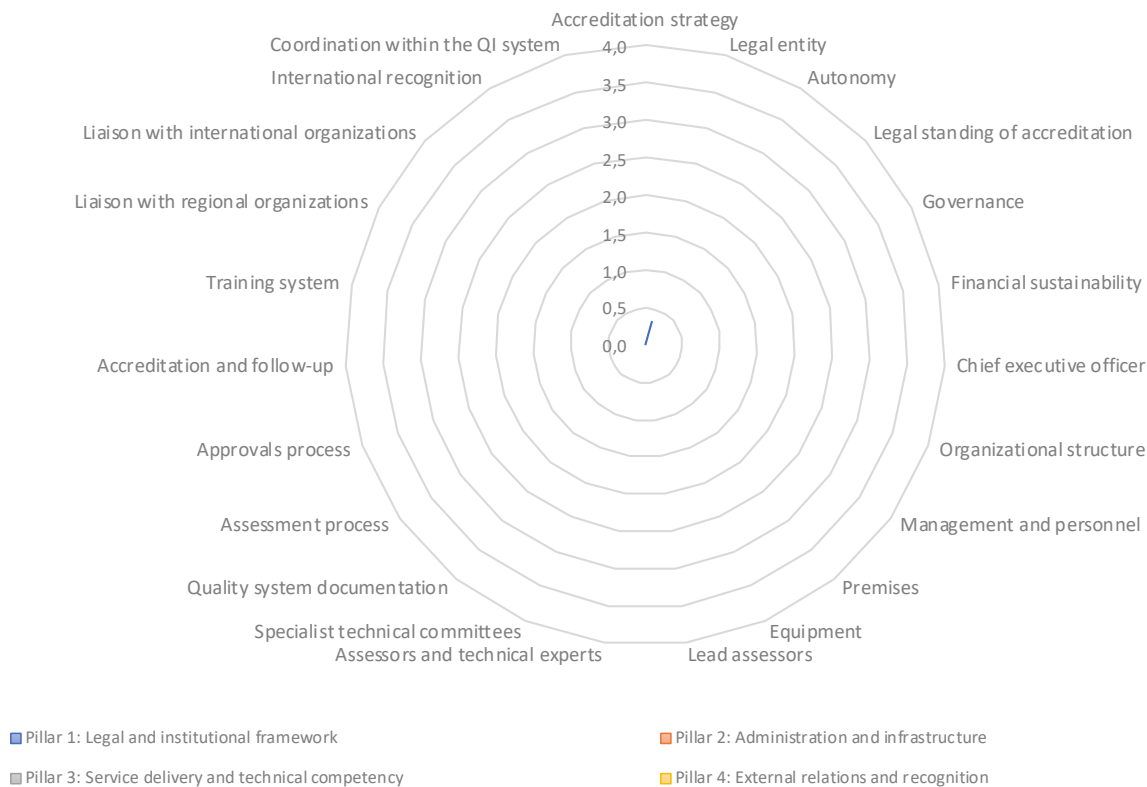 Accreditation strategy
Coordination within the QI system
Legal entity
International recognition
Autonomy
Liaison with international organizations
Legal standing of accreditation
Liaison with regional organizations
Governance
Training system
Financial sustainability
Accreditation and follow-up
Chief executive officer
Approvals process
Organizational structure
Assessment process
Management and personnel
Quality system documentation
Premises
Specialist technical committees
Equipment
Assessors and technical experts
Lead assessors
4,0
3,5
3,0
2,5
2,0
1,5
1,0
0,5
0,0
Pillar 1: Legal and institutional framework
Pillar 2: Administration and infrastructure
Pillar 3: Service delivery and technical competency
Pillar 4: External relations and recognition